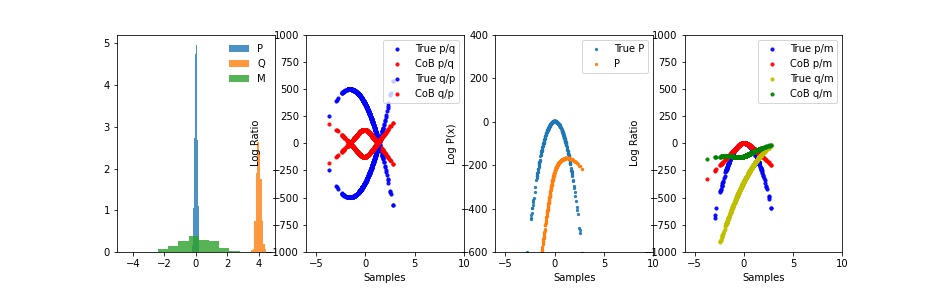 5
4
3
2
1
0
−4
−2
0
2
4
P
Q
M
Log Ratio
1000
750
500
250
0
−250
−500
−750
1000
−5
0
5
10
Samples
True p/q
CoB p/q
True q/p
CoB q/p
Log P(x)
400
200
0
−200
−400
−600
−5
0
5
10
Samples
True P
P
Log Ratio
1000
750
500
250
0
−250
−500
−750
1000
−5
0
5
10
Samples
True p/m
CoB p/m
True q/m
CoB q/m